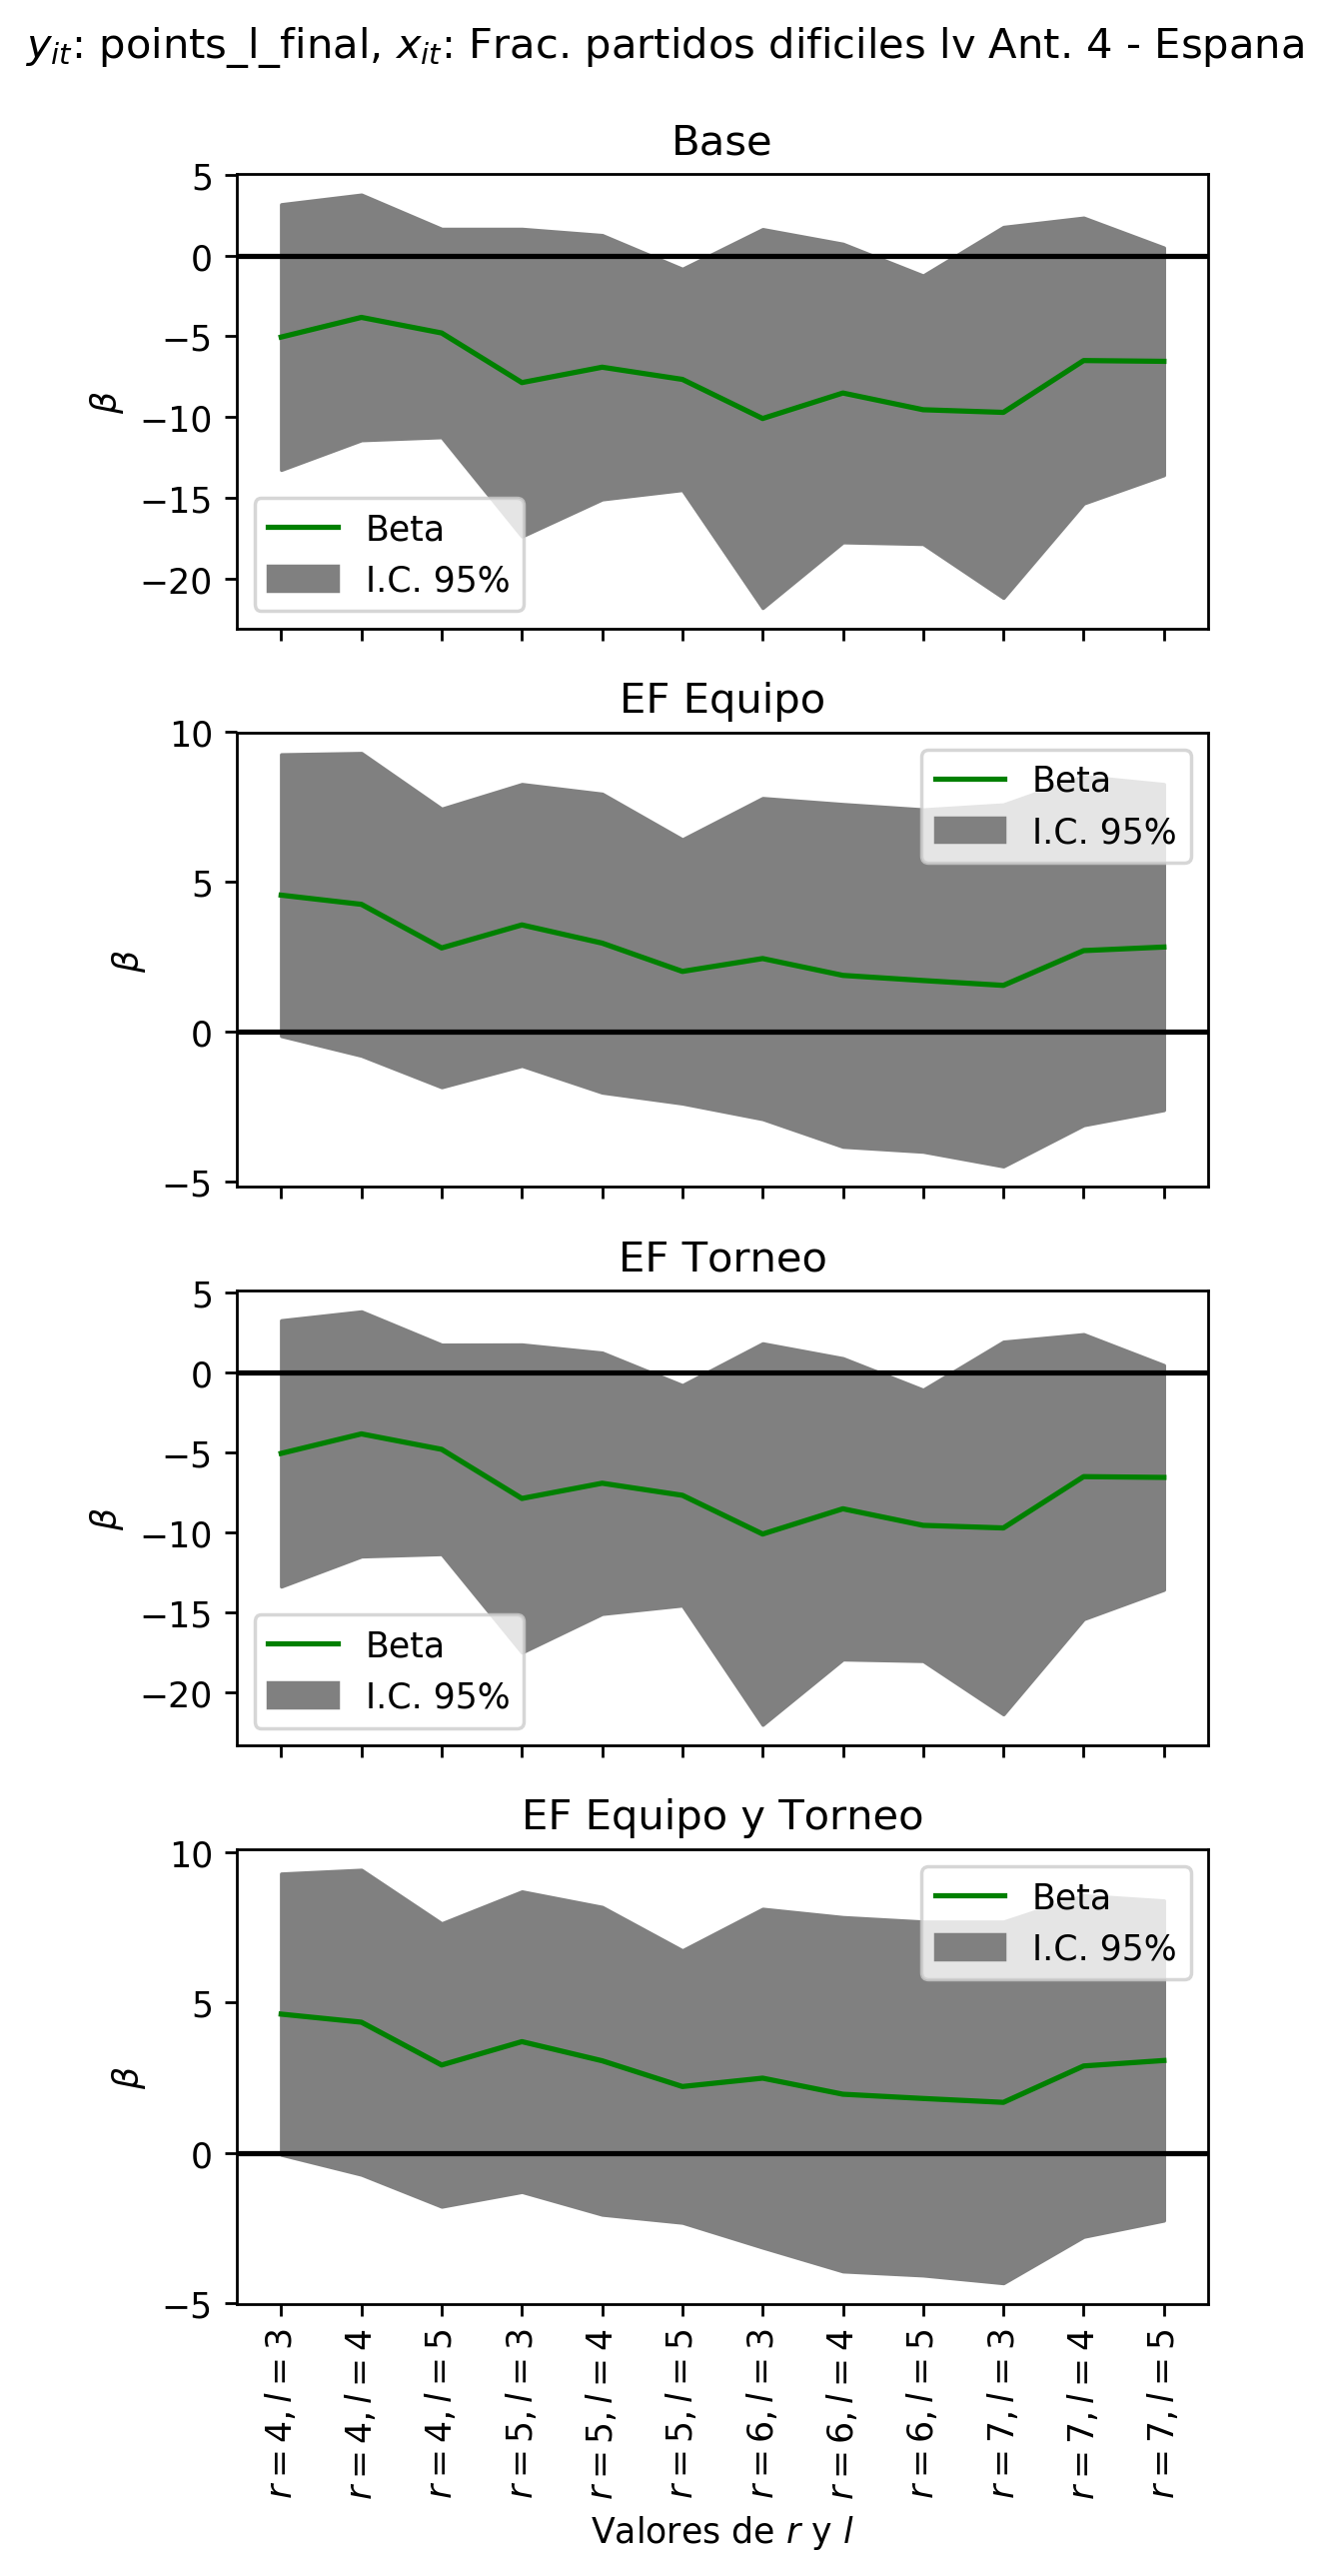 y_it: points_l_final, x_it: Frac. partidos dificiles lv Ant. 4 - Espana
Base
5
0
−5
−10
−15
−20
β
Beta
I.C. 95%
EF Equipo
10
5
0
−5
β
Beta
I.C. 95%
EF Torneo
5
0
−5
−10
−15
−20
β
Beta
I.C. 95%
EF Equipo y Torneo
10
5
0
−5
β
Beta
I.C. 95%
r = 4, l = 3
r = 4, l = 4
r = 4, l = 5
r = 5, l = 3
r = 5, l = 4
r = 5, l = 5
r = 6, l = 3
r = 6, l = 4
r = 6, l = 5
r = 7, l = 3
r = 7, l = 4
r = 7, l = 5
Valores de r y l